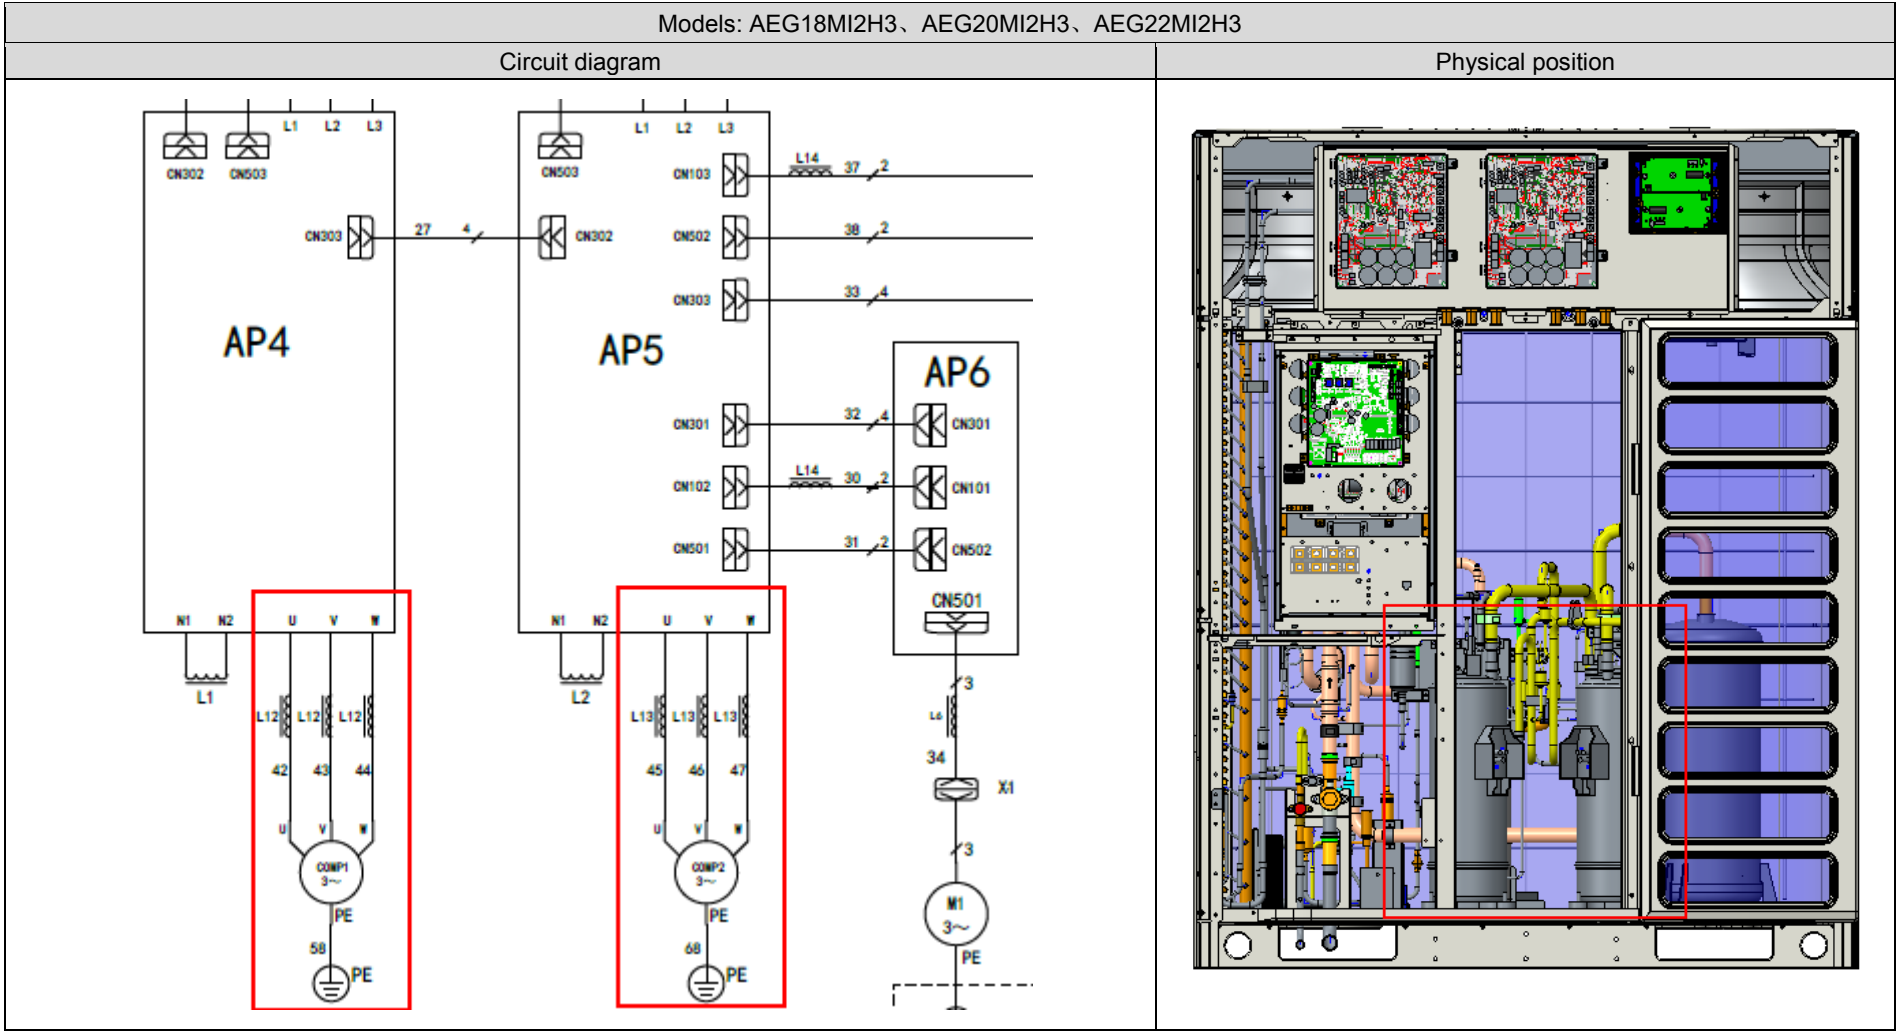 Models: AEG18MI2H3、AEG20MI2H3、AEG22MI2H3
Circuit diagram
Physical position
L1 L2 L3
CN302 CN503
CN303
27 4
AP4
N1 N2 U V W
L1
L12 L12 L12
42 43 44
U V W
COMP1
3~
PE
58
PE
L1 L2 L3
CN503
CN302
CN103
L14 37 2
CN502
38 2
CN303
33 4
AP5
CN301
32 4
CN102
L14 30 2
CN501
31 2
N1 N2 U V W
L2
L13 L13 L13
45 46 47
U V W
COMP2
3~
PE
68
PE
AP6
CN301
CN101
CN502
CN501
3
L6
34
X1
3
M1
3~
PE